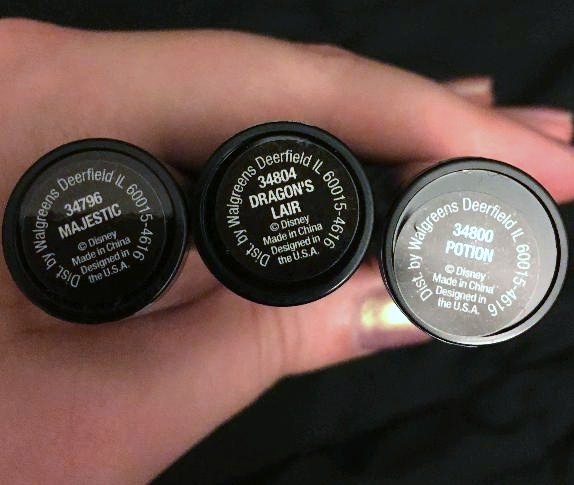 Dist. by Walgreens Deerfield IL 60015-4616
34796
MAJESTIC
© Disney
Made in China
Designed in
the U.S.A.
Dist. by Walgreens Deerfield IL 60015-4616
34804
DRAGON'S
LAIR
© Disney
Made in China
Designed in
the U.S.A.
Dist. by Walgreens Deerfield IL 60015-4616
34800
POTION
© Disney
Made in China
Designed in
the U.S.A.